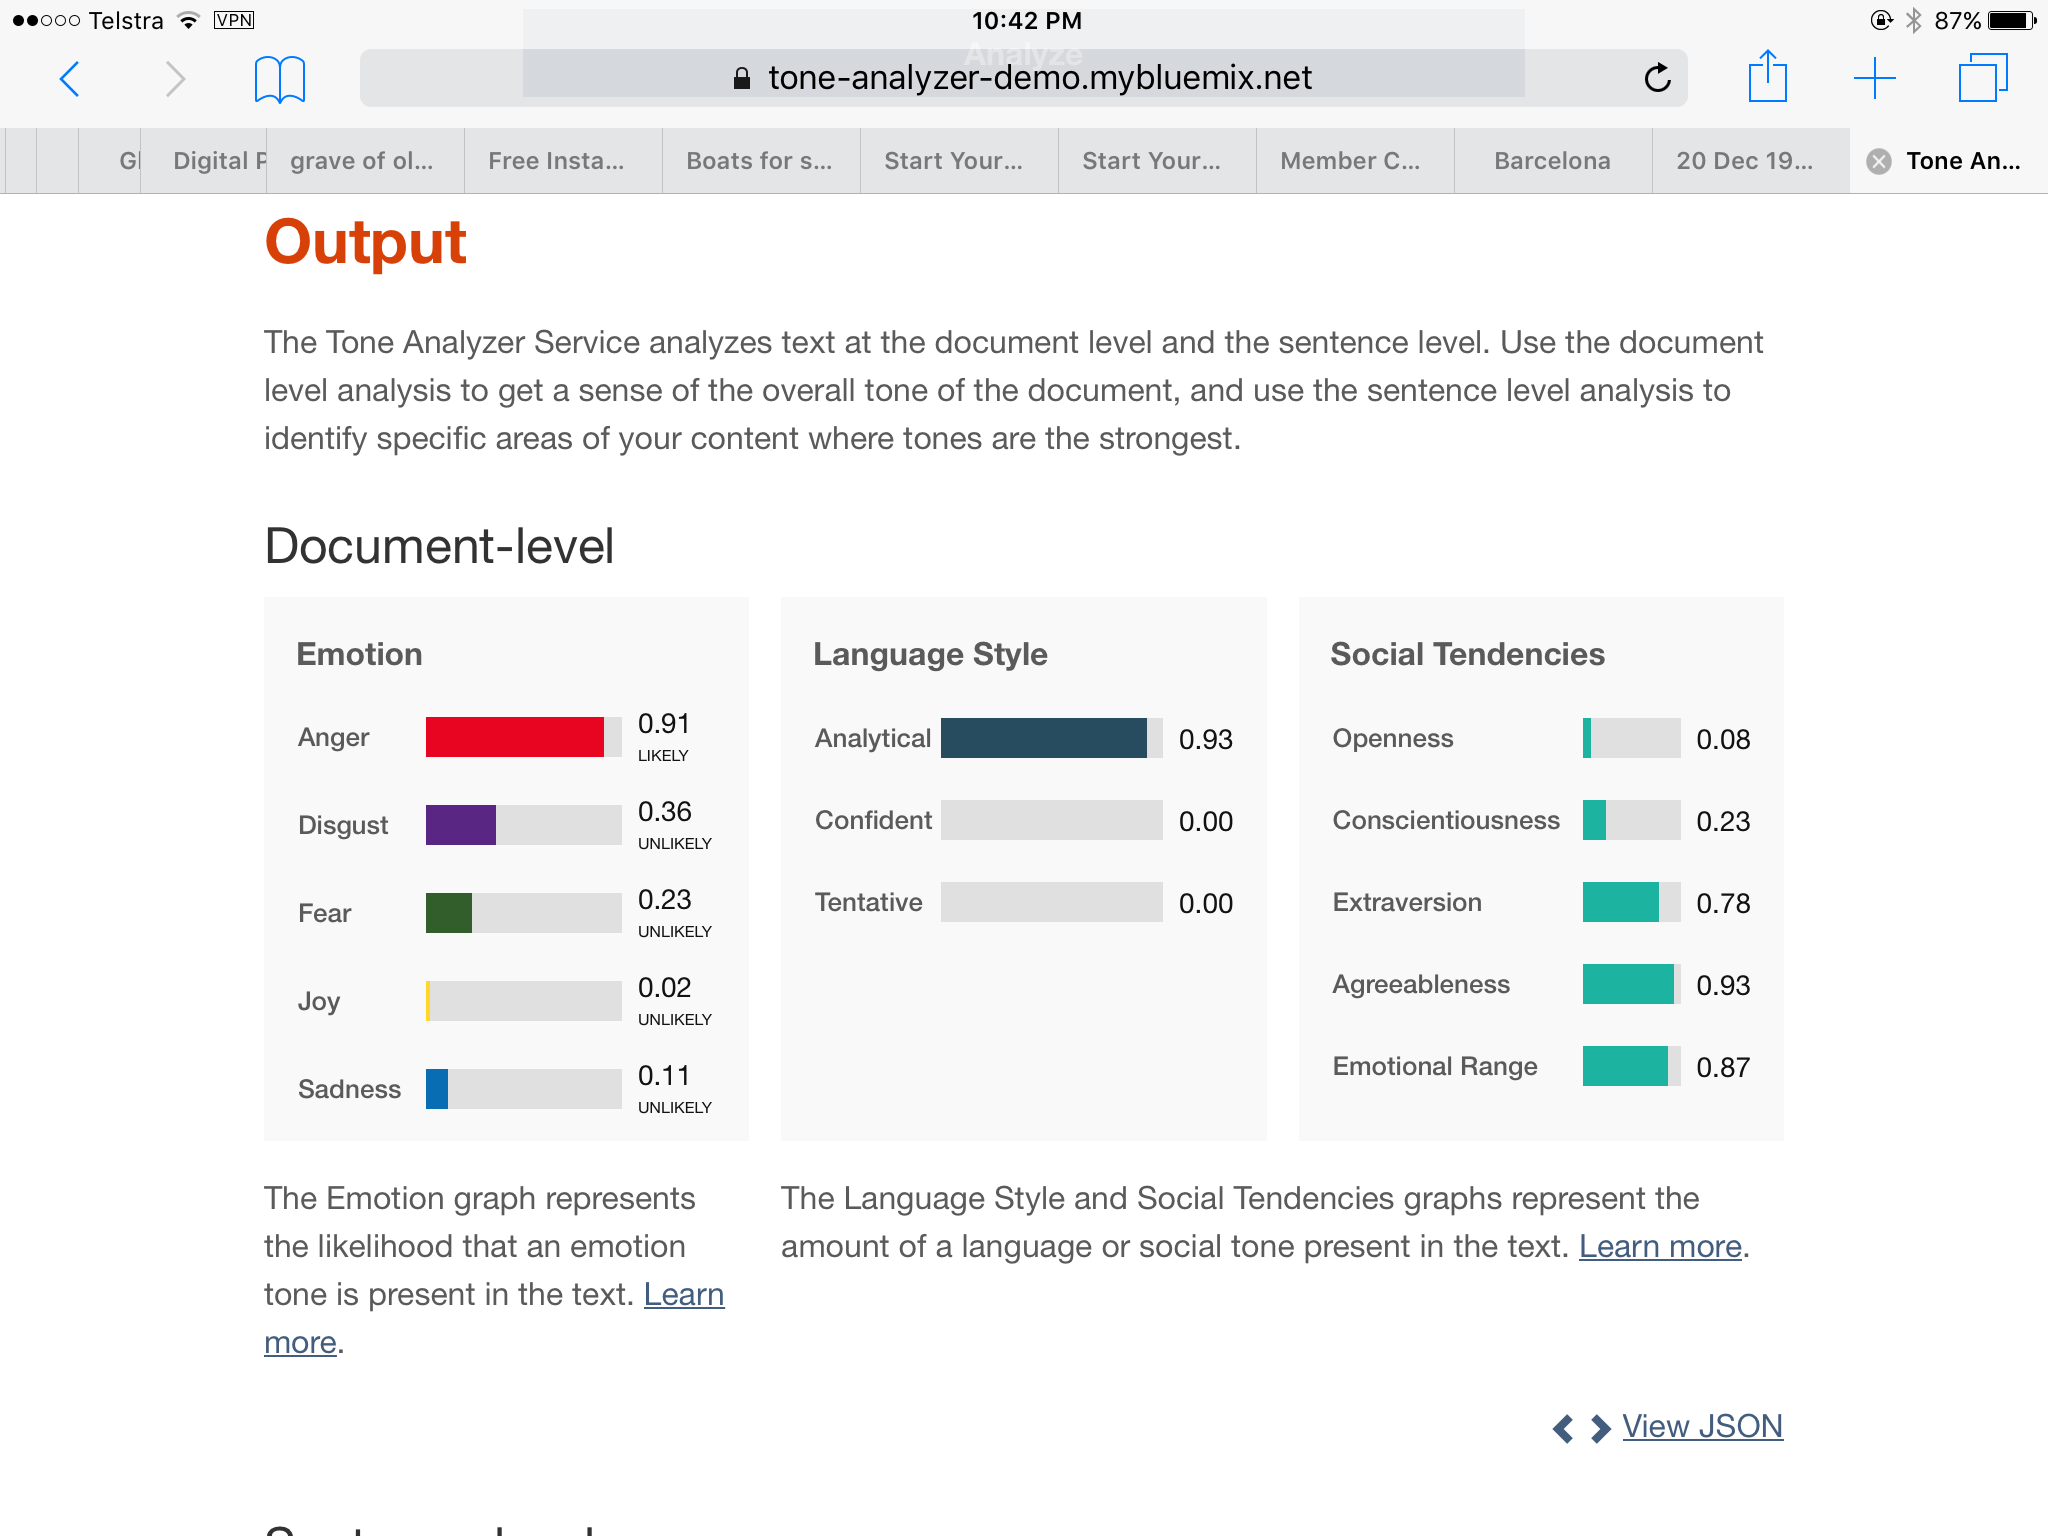 Telstra VPN 10:42 PM 87%
Analyze
tone-analyzer-demo.mybluemix.net
Digital P grave of ol... Free Insta... Boats for s... Start Your... Start Your... Member C... Barcelona 20 Dec 19... Tone An...
Output
The Tone Analyzer Service analyzes text at the document level and the sentence level. Use the document
level analysis to get a sense of the overall tone of the document, and use the sentence level analysis to
identify specific areas of your content where tones are the strongest.
Document-level
Emotion
Anger 0.91
LIKELY
Disgust 0.36
UNLIKELY
Fear 0.23
UNLIKELY
Joy 0.02
UNLIKELY
Sadness 0.11
UNLIKELY
Language Style
Analytical 0.93
Confident 0.00
Tentative 0.00
Social Tendencies
Openness 0.08
Conscientiousness 0.23
Extraversion 0.78
Agreeableness 0.93
Emotional Range 0.87
The Emotion graph represents
the likelihood that an emotion
tone is present in the text. Learn
more.
The Language Style and Social Tendencies graphs represent the
amount of a language or social tone present in the text. Learn more.
View JSON